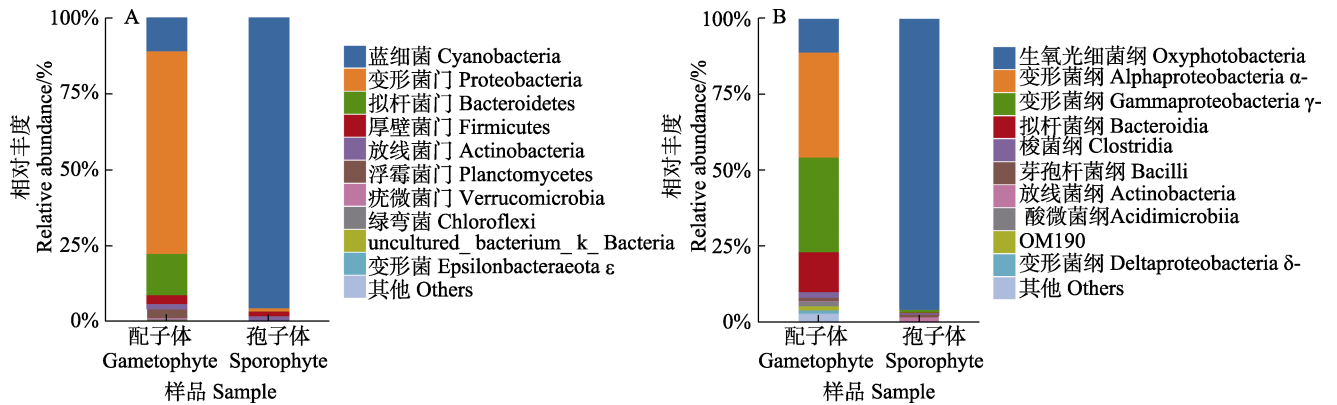 A
100%
75%
50%
25%
0%
相对丰度
Relative abundance/%
配子体
Gametophyte
孢子体
Sporophyte
样品 Sample
蓝细菌 Cyanobacteria
变形菌门 Proteobacteria
拟杆菌门 Bacteroidetes
厚壁菌门 Firmicutes
放线菌门 Actinobacteria
浮霉菌门 Planctomycetes
疣微菌门 Verrucomicrobia
绿弯菌 Chloroflexi
uncultured_bacterium_k_Bacteria
变形菌 Epsilonbacteraeota ε
其他 Others
B
100%
75%
50%
25%
0%
相对丰度
Relative abundance/%
配子体
Gametophyte
孢子体
Sporophyte
样品 Sample
生氧光细菌纲 Oxyphotobacteria
变形菌纲 Alphaproteobacteria α-
变形菌纲 Gammaproteobacteria γ-
拟杆菌纲 Bacteroidia
梭菌纲 Clostridia
芽孢杆菌纲 Bacilli
放线菌纲 Actinobacteria
酸微菌纲Acidimicrobiia
OM190
变形菌纲 Deltaproteobacteria δ-
其他 Others